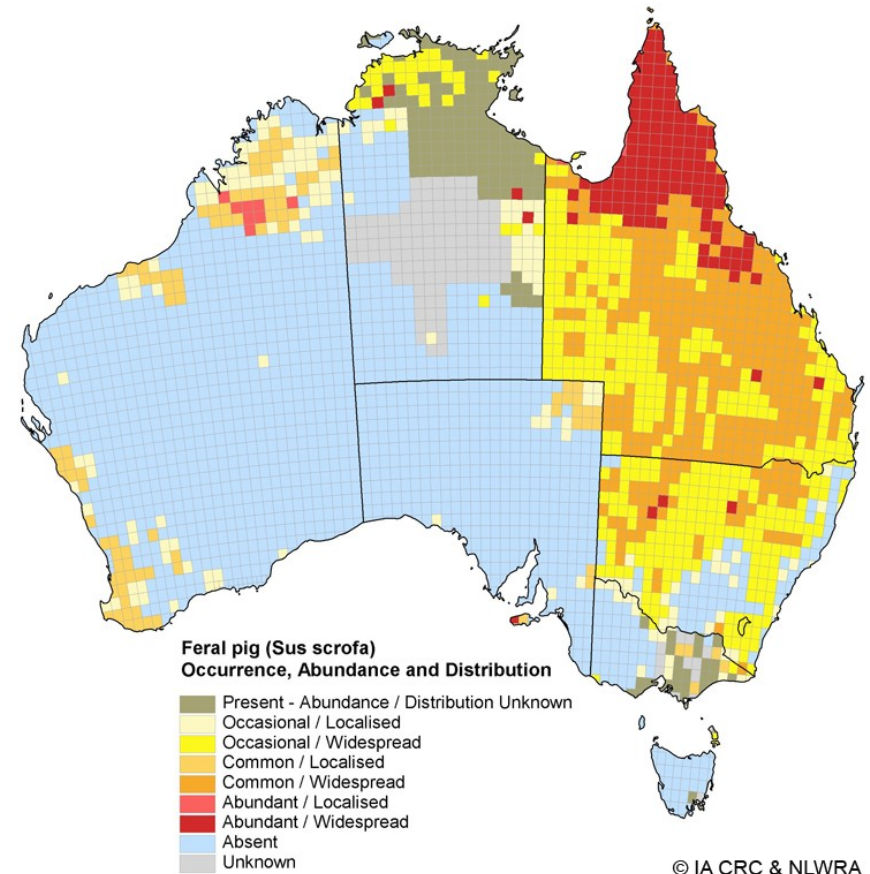 Feral pig (Sus scrofa)
Occurrence, Abundance and Distribution
Present - Abundance / Distribution Unknown
Occasional / Localised
Occasional / Widespread
Common / Localised
Common / Widespread
Abundant / Localised
Abundant / Widespread
Absent
Unknown
© IA CRC & NLWRA